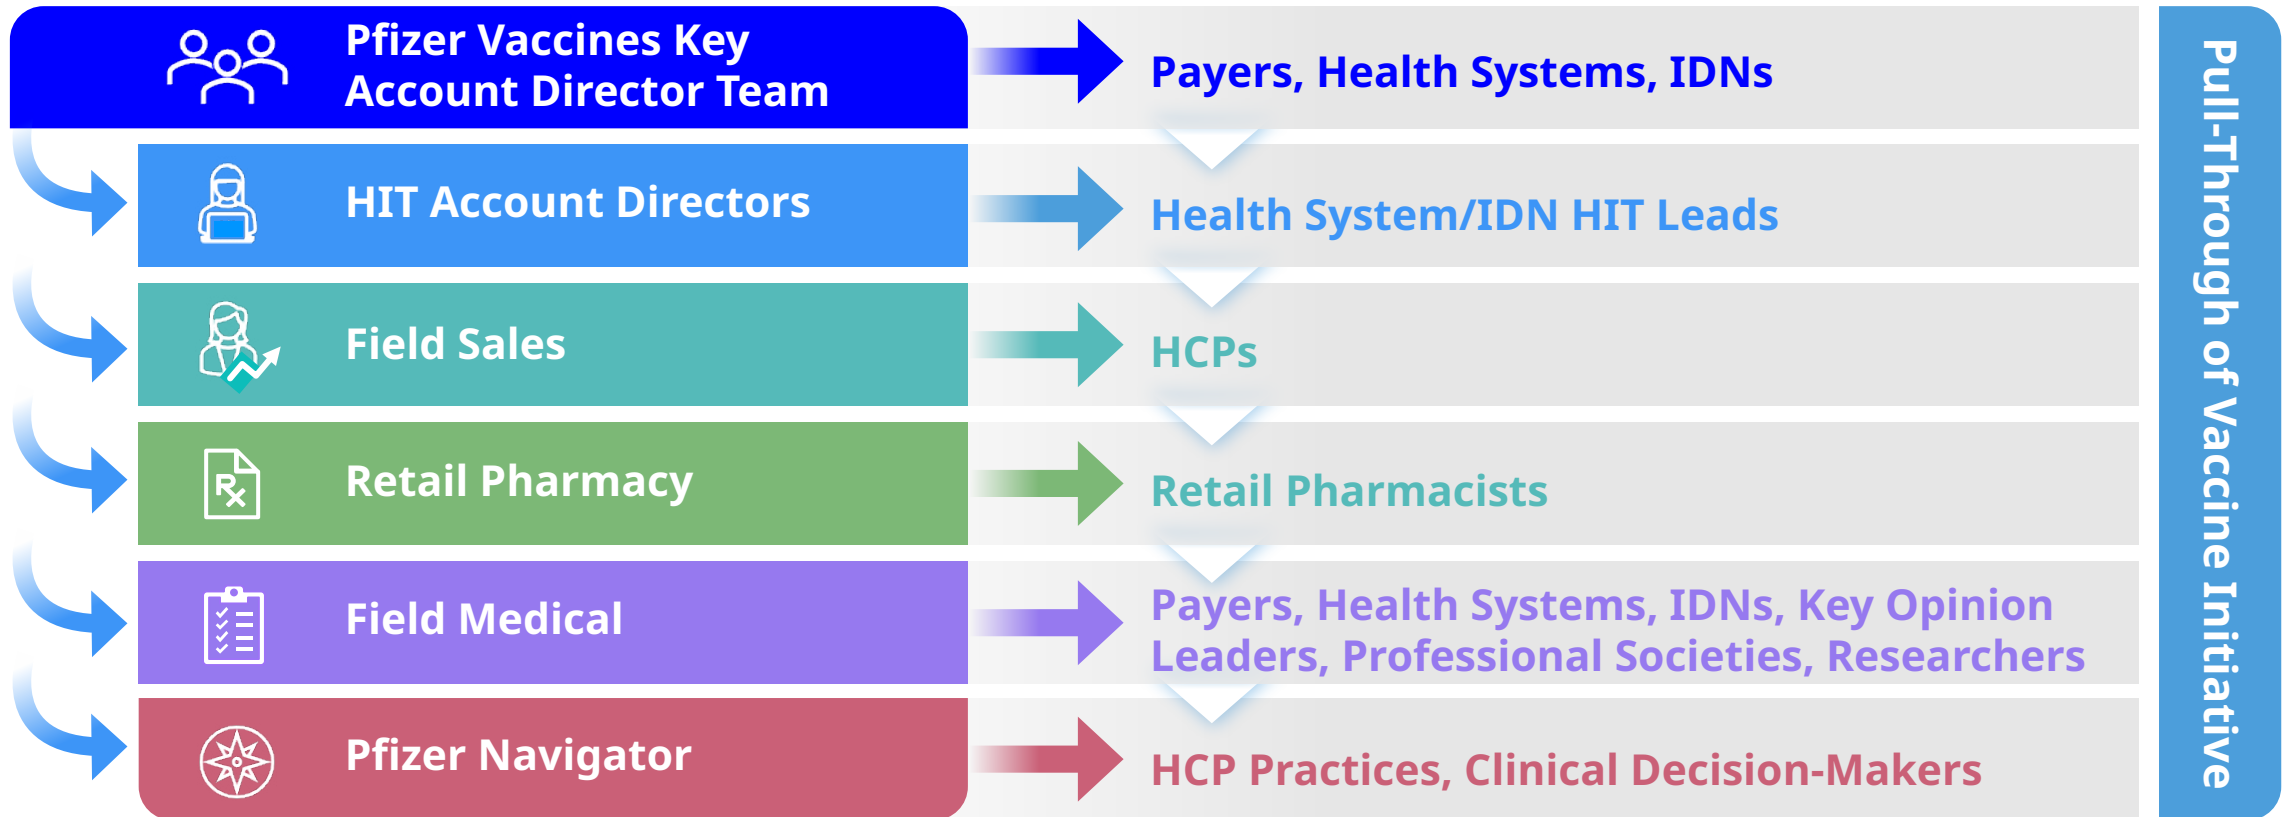 Pfizer Vaccines Key
Account Director Team
Payers, Health Systems, IDNs
HIT Account Directors
Health System/IDN HIT Leads
Field Sales
HCPs
Retail Pharmacy
Rx
Retail Pharmacists
Field Medical
Payers, Health Systems, IDNs, Key Opinion
Leaders, Professional Societies, Researchers
Pfizer Navigator
HCP Practices, Clinical Decision-Makers
Pull-Through of Vaccine Initiative